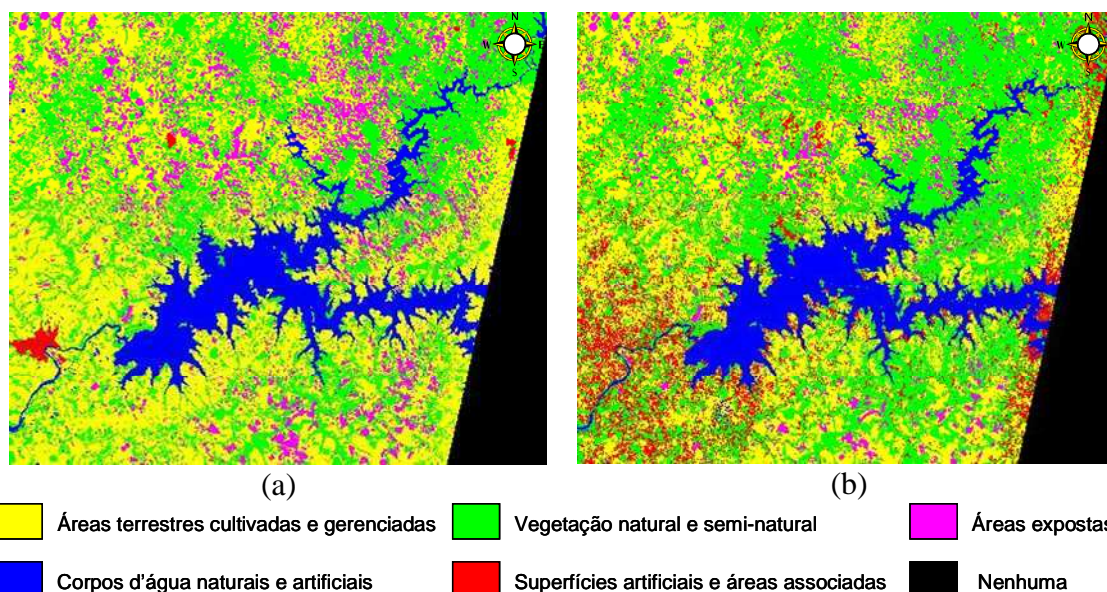 N
W E
S
N
W
S
(a)
(b)
Áreas terrestres cultivadas e gerenciadas
Vegetação natural e semi-natural
Áreas expostas
Corpos d'água naturais e artificiais
Superfícies artificiais e áreas associadas
Nenhuma